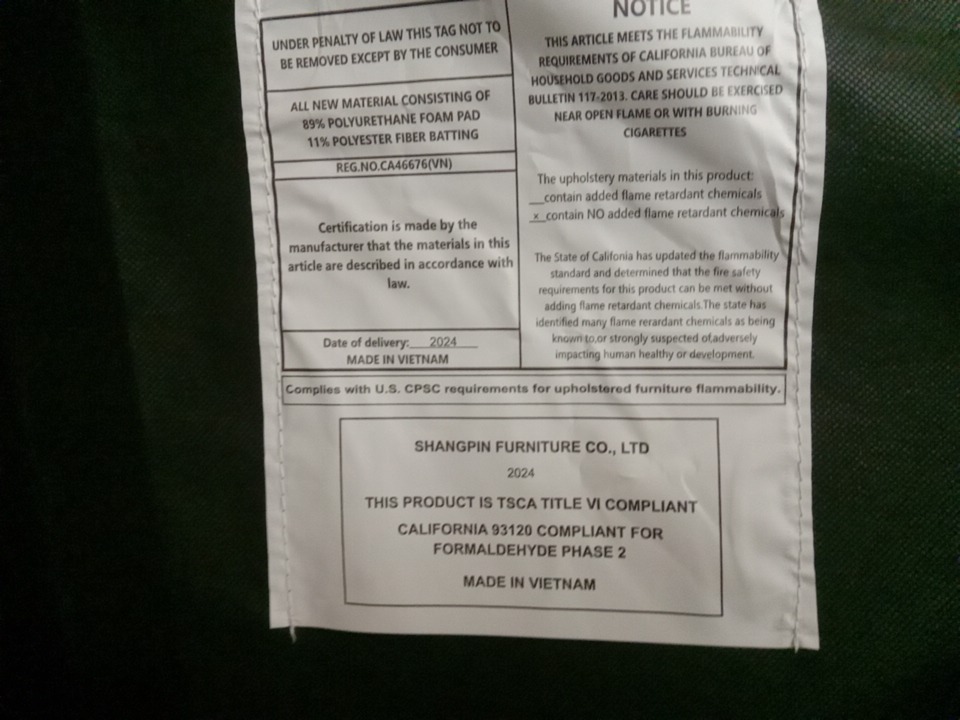 UNDER PENALTY OF LAW THIS TAG NOT TO
BE REMOVED EXCEPT BY THE CONSUMER
ALL NEW MATERIAL CONSISTING OF
89% POLYURETHANE FOAM PAD
11% POLYESTER FIBER BATTING
REG.NO.CA46676(VN)
Certification is made by the
manufacturer that the materials in this
article are described in accordance with
law.
Date of delivery:__2024___
MADE IN VIETNAM
NOTICE
THIS ARTICLE MEETS THE FLAMMABILITY
REQUIREMENTS OF CALIFORNIA BUREAU OF
HOUSEHOLD GOODS AND SERVICES TECHNICAL
BULLETIN 117-2013. CARE SHOULD BE EXERCISED
NEAR OPEN FLAME OR WITH BURNING
CIGARETTES
The upholstery materials in this product:
__contain added flame retardant chemicals
_x_contain NO added flame retardant chemicals
The State of Califonia has updated the flammability
standard and determined that the fire safety
requirements for this product can be met without
adding flame retardant chemicals.The state has
identified many flame rerardant chemicals as being
known to,or strongly suspected of,adversely
impacting human healthy or development.
Complies with U.S. CPSC requirements for upholstered furniture flammability.
SHANGPIN FURNITURE CO., LTD
2024
THIS PRODUCT IS TSCA TITLE VI COMPLIANT
CALIFORNIA 93120 COMPLIANT FOR
FORMALDEHYDE PHASE 2
MADE IN VIETNAM